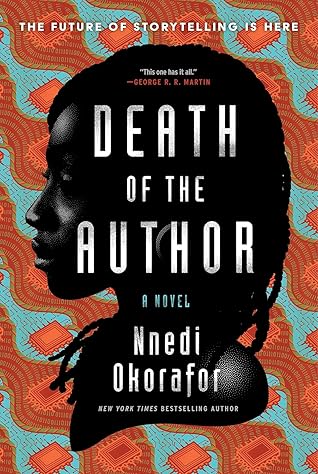 THE FUTURE OF STORYTELLING IS HERE
"This one has it all."
—GEORGE R. R. MARTIN
DEATH
OF THE
AUTHOR
A NOVEL
Nnedi
Okorafor
NEW YORK TIMES BESTSELLING AUTHOR